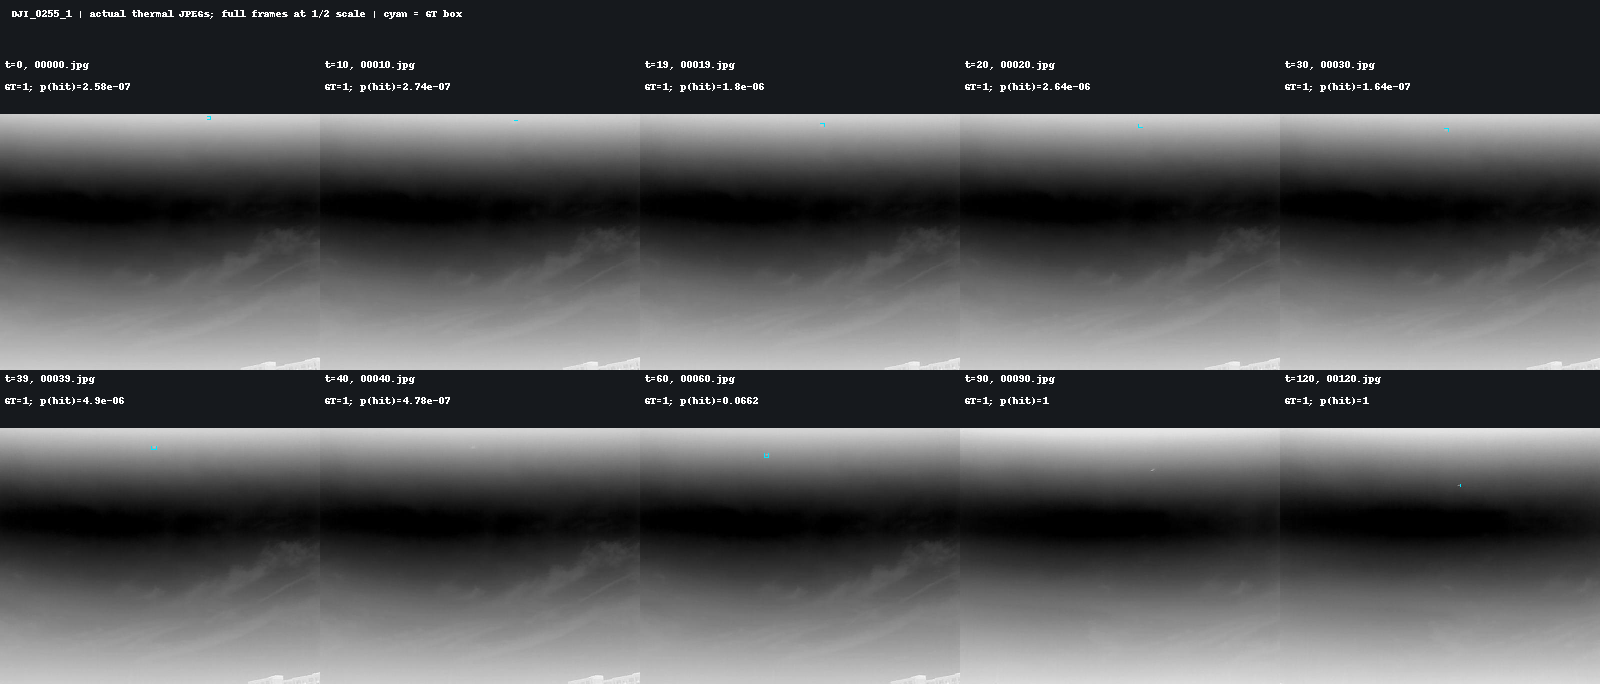 DJI_0255_1 | actual thermal JPEGs; full frames at 1/2 scale | cyan = GT box
t=0, 00000.jpg
GT=1; p(hit)=2.58e-07
t=10, 00010.jpg
GT=1; p(hit)=2.74e-07
t=19, 00019.jpg
GT=1; p(hit)=1.8e-06
t=20, 00020.jpg
GT=1; p(hit)=2.64e-06
t=30, 00030.jpg
GT=1; p(hit)=1.64e-07
t=39, 00039.jpg
GT=1; p(hit)=4.9e-06
t=40, 00040.jpg
GT=1; p(hit)=4.78e-07
t=60, 00060.jpg
GT=1; p(hit)=0.0662
t=90, 00090.jpg
GT=1; p(hit)=1
t=120, 00120.jpg
GT=1; p(hit)=1